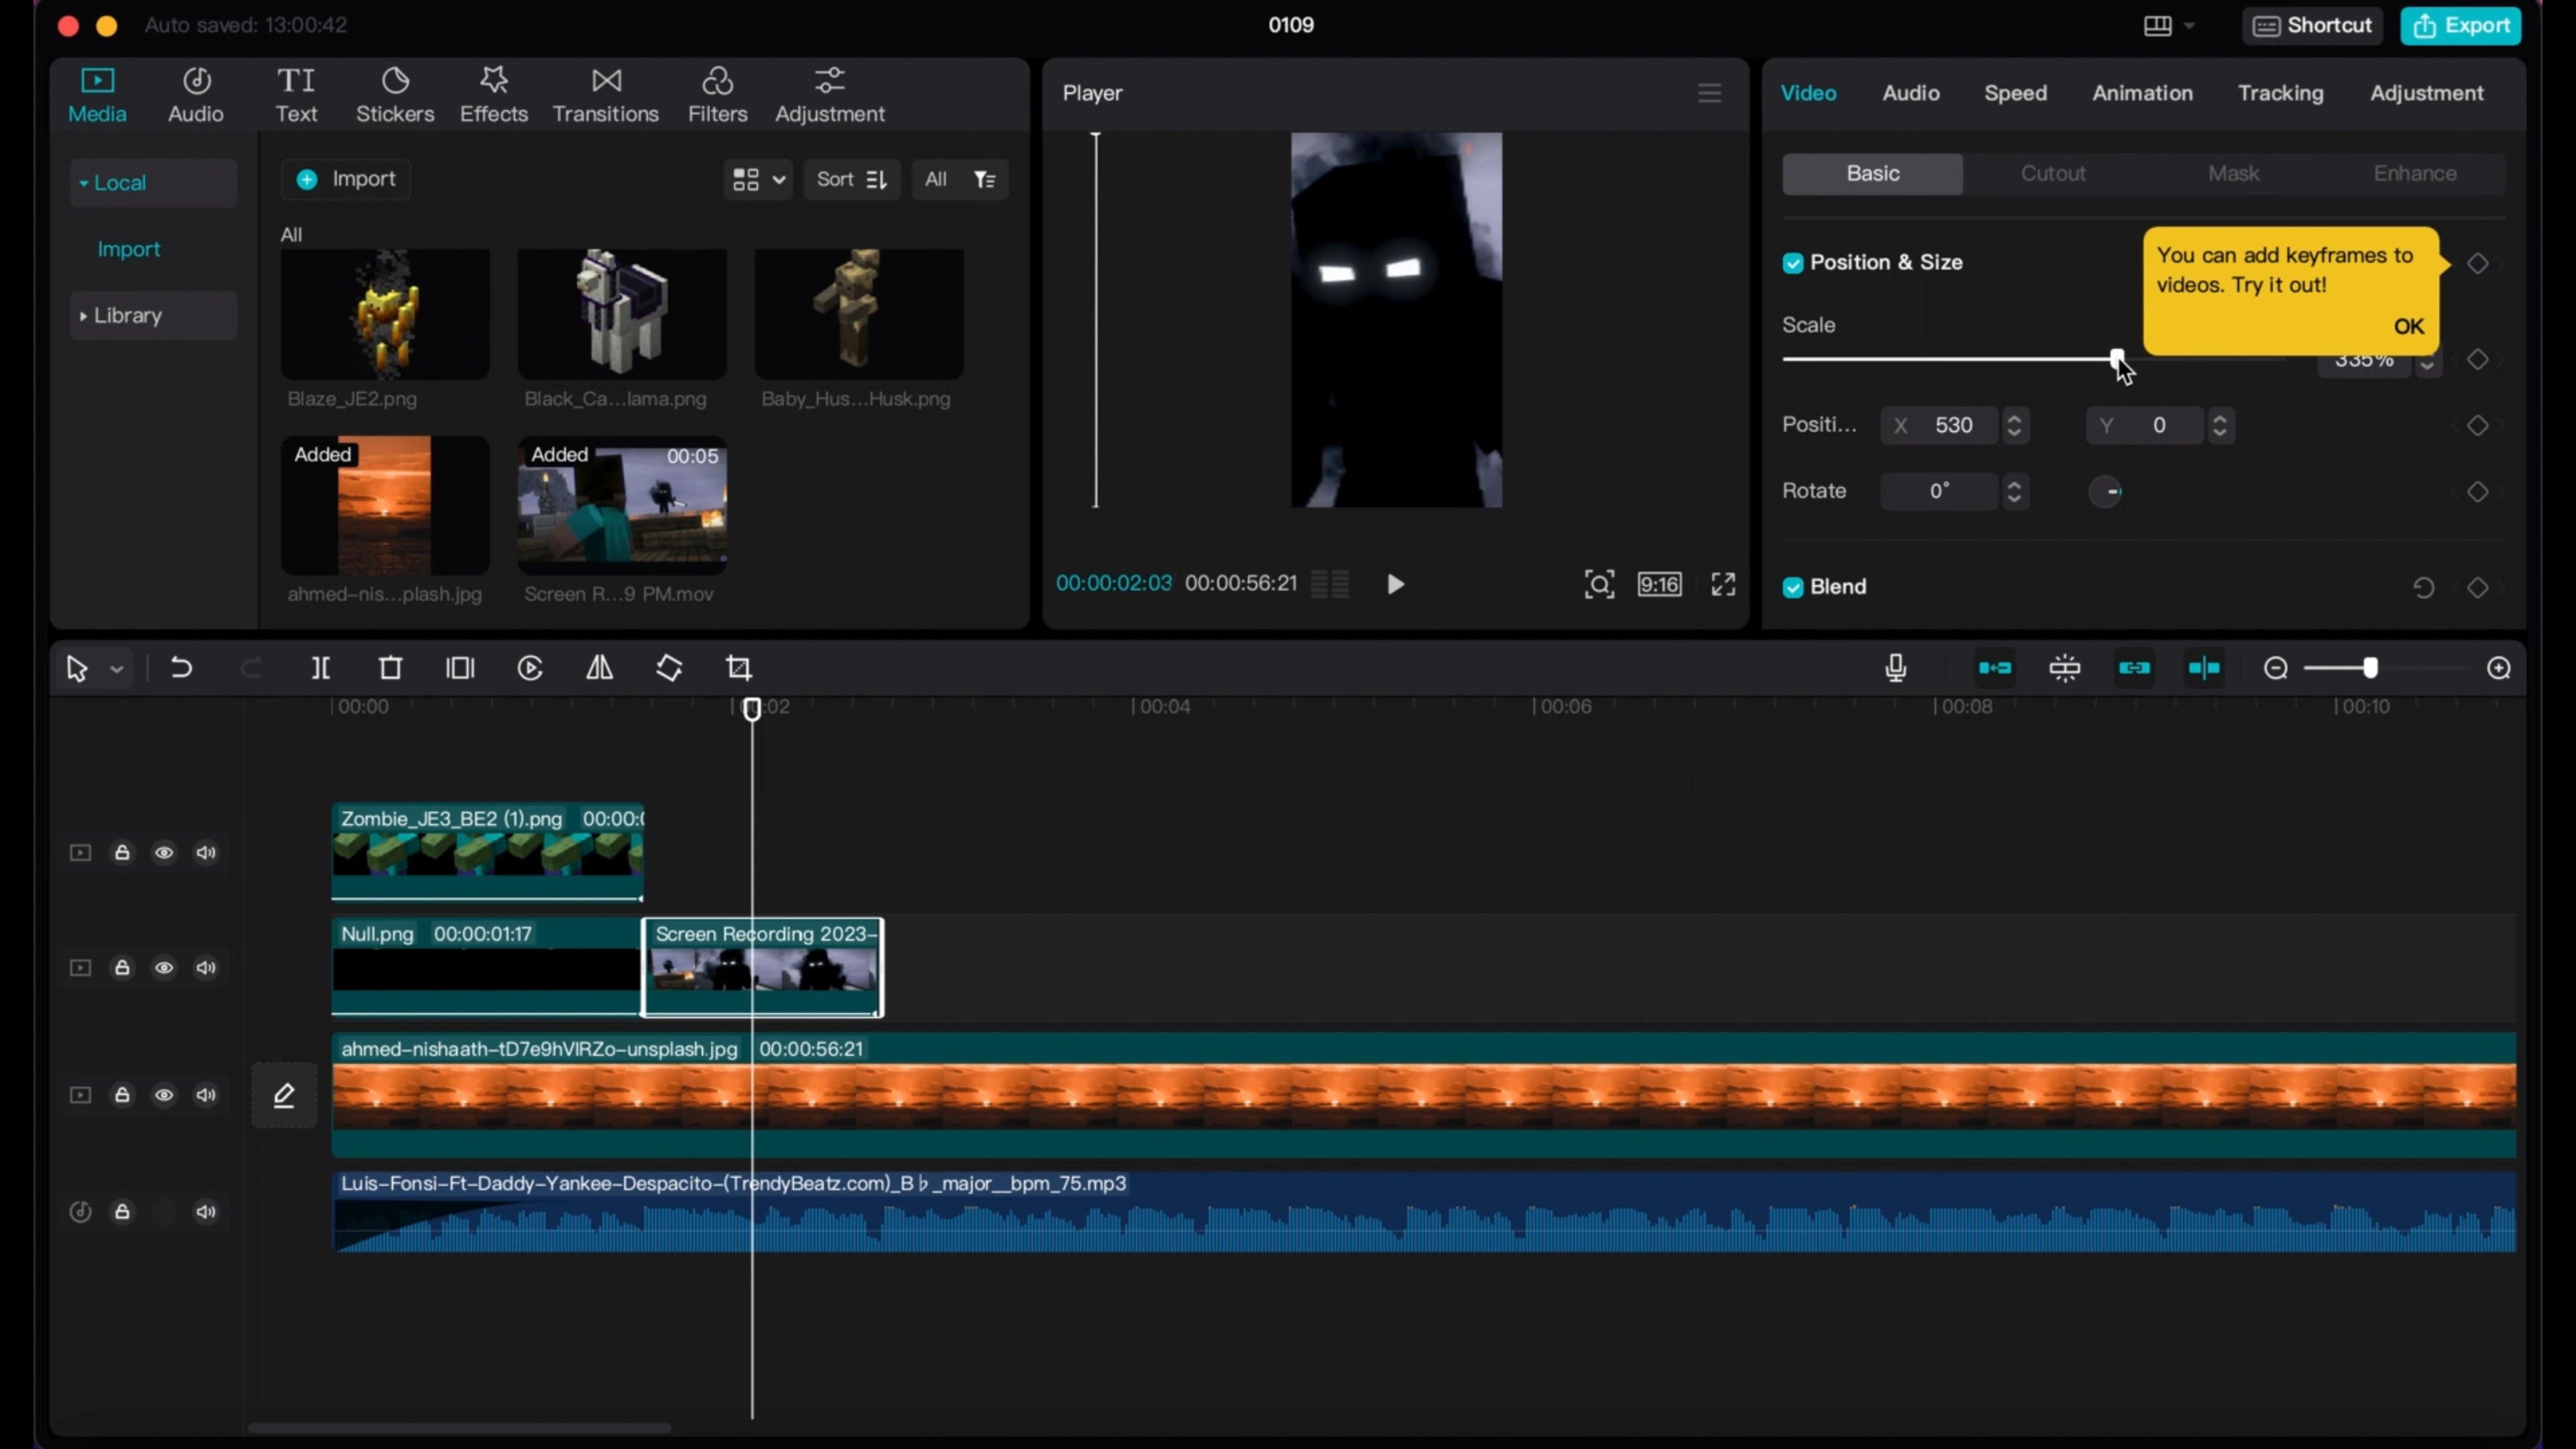 Auto saved: 13:00:42
0109
Shortcut
Export
Media
Audio
Text
Stickers
Effects
Transitions
Filters
Adjustment
Local
Import
Library
Import
Sort
All
All
Blaze_JE2.png
Black_Ca...lama.png
Baby_Hus...Husk.png
Added
Added
00:05
ahmed-nis...plash.jpg
Screen R...9 PM.mov
Player
00:00:02:03
00:00:56:21
9:16
Video
Audio
Speed
Animation
Tracking
Adjustment
Basic
Cutout
Mask
Enhance
Position & Size
You can add keyframes to
videos. Try it out!
OK
Scale
335%
Positi...
X 530
Y 0
Rotate
0°
Blend
00:00
00:02
00:04
00:06
00:08
00:10
Zombie_JE3_BE2 (1).png
Null.png 00:00:01:17
Screen Recording 2023-
ahmed-nishaath-tD7e9hVIRZo-unsplash.jpg 00:00:56:21
Luis-Fonsi-Ft-Daddy-Yankee-Despacito-(TrendyBeatz.com)_B♭_major__bpm_75.mp3